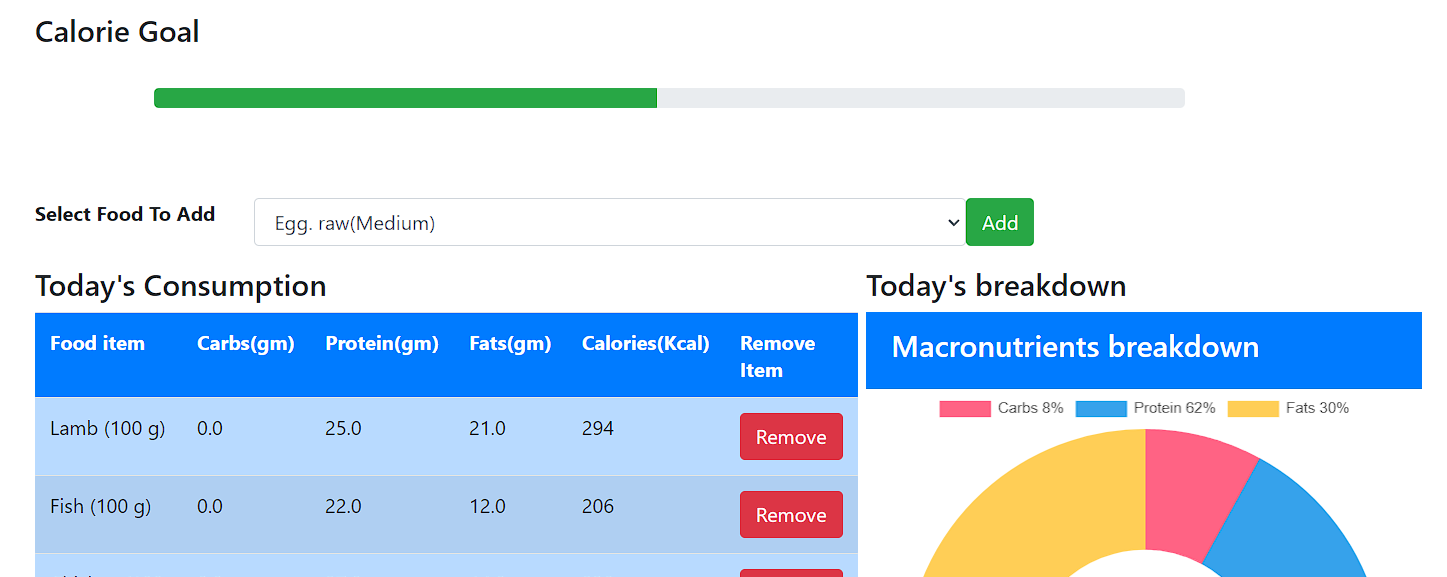 Calorie Goal
Select Food To Add
Egg. raw(Medium)
Add
Today's Consumption
Food item Carbs(gm) Protein(gm) Fats(gm) Calories(Kcal) Remove Item
Lamb (100 g) 0.0 25.0 21.0 294 Remove
Fish (100 g) 0.0 22.0 12.0 206 Remove
Today's breakdown
Macronutrients breakdown
Carbs 8% Protein 62% Fats 30%